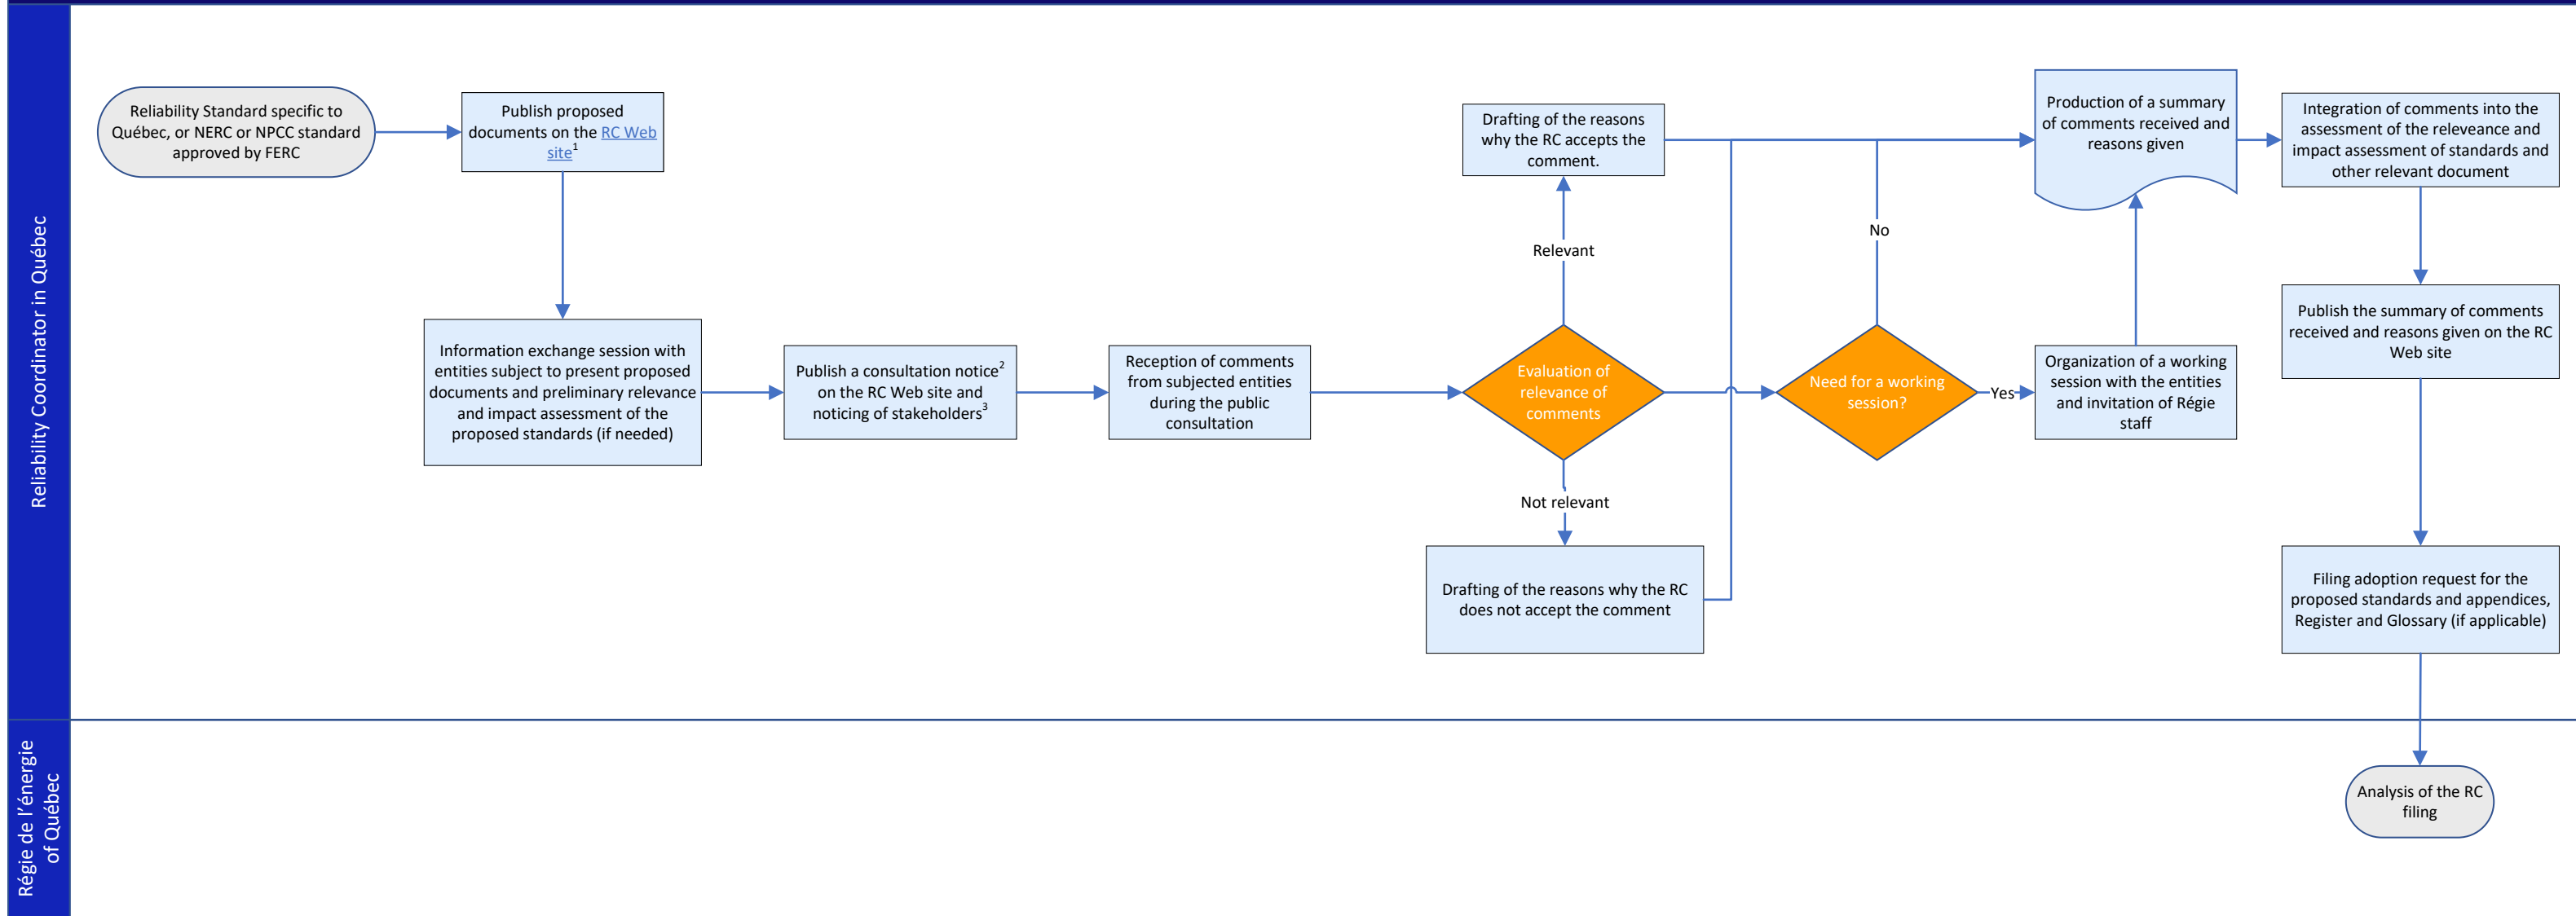 Reliability Coordinator in Québec
Reliability Standard specific to
Québec, or NERC or NPCC standard
approved by FERC
Publish proposed
documents on the RC Web
site1
Information exchange session with
entities subject to present proposed
documents and preliminary relevance
and impact assessment of the
proposed standards (if needed)
Publish a consultation notice2
on the RC Web site and
noticing of stakeholders3
Reception of comments
from subjected entities
during the public
consultation
Evaluation of
relevance of
comments
Relevant
Drafting of the reasons
why the RC accepts the
comment.
Not relevant
Drafting of the reasons why the RC
does not accept the comment
Need for a working
session?
No
Yes
Organization of a working
session with the entities
and invitation of Régie
staff
Production of a summary
of comments received and
reasons given
Integration of comments into the
assessment of the releveance and
impact assessment of standards and
other relevant document
Publish the summary of comments
received and reasons given on the RC
Web site
Filing adoption request for the
proposed standards and appendices,
Register and Glossary (if applicable)
Régie de l'énergie
of Québec
Analysis of the RC
filing